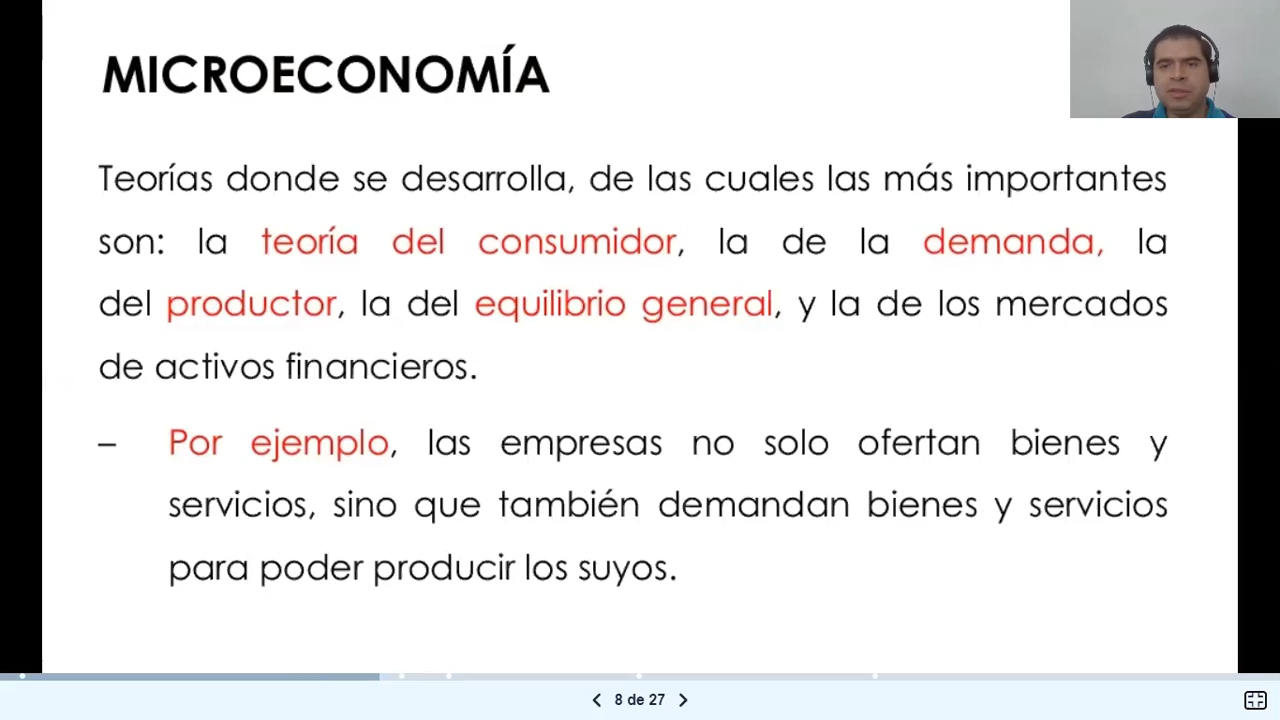 MICROECONOMÍA
Teorías donde se desarrolla, de las cuales las más importantes
son: la teoría del consumidor, la de la demanda, la
del productor, la del equilibrio general, y la de los mercados
de activos financieros.
– Por ejemplo, las empresas no solo ofertan bienes y
servicios, sino que también demandan bienes y servicios
para poder producir los suyos.
8 de 27